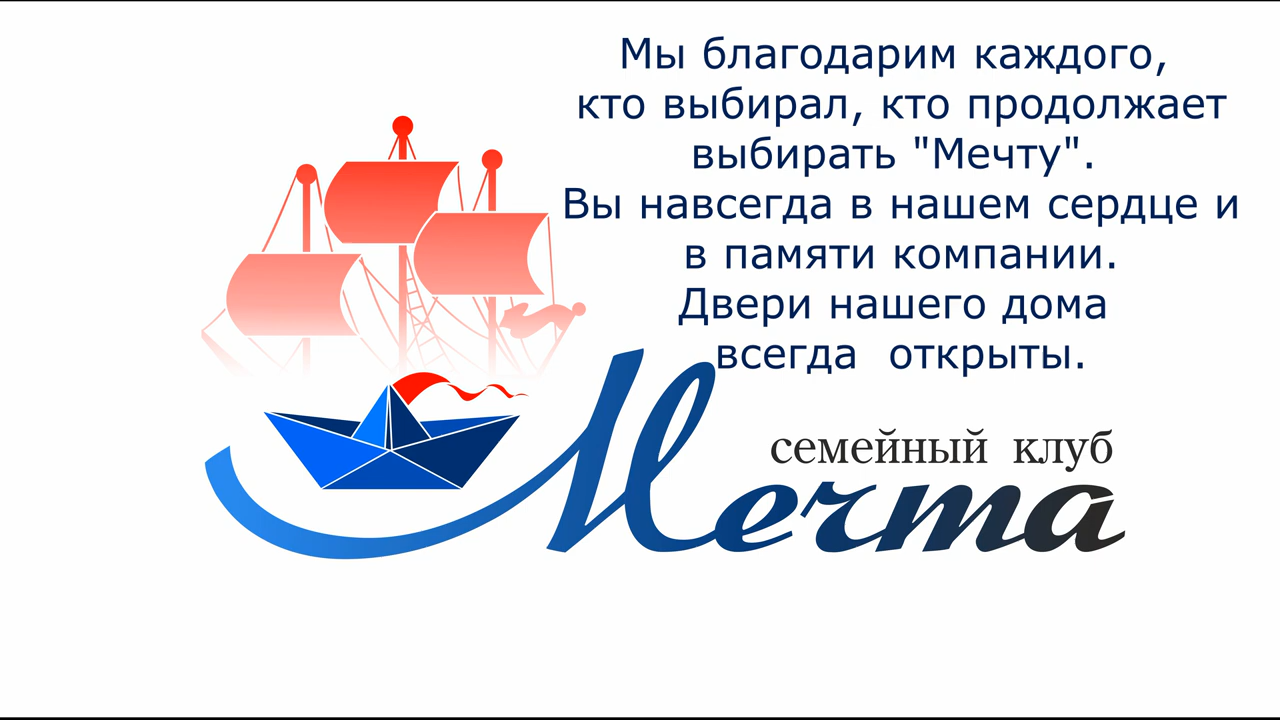 Мы благодарим каждого,
кто выбирал, кто продолжает
выбирать "Мечту".
Вы навсегда в нашем сердце и
в памяти компании.
Двери нашего дома
всегда открыты.
семейный клуб
Мечта